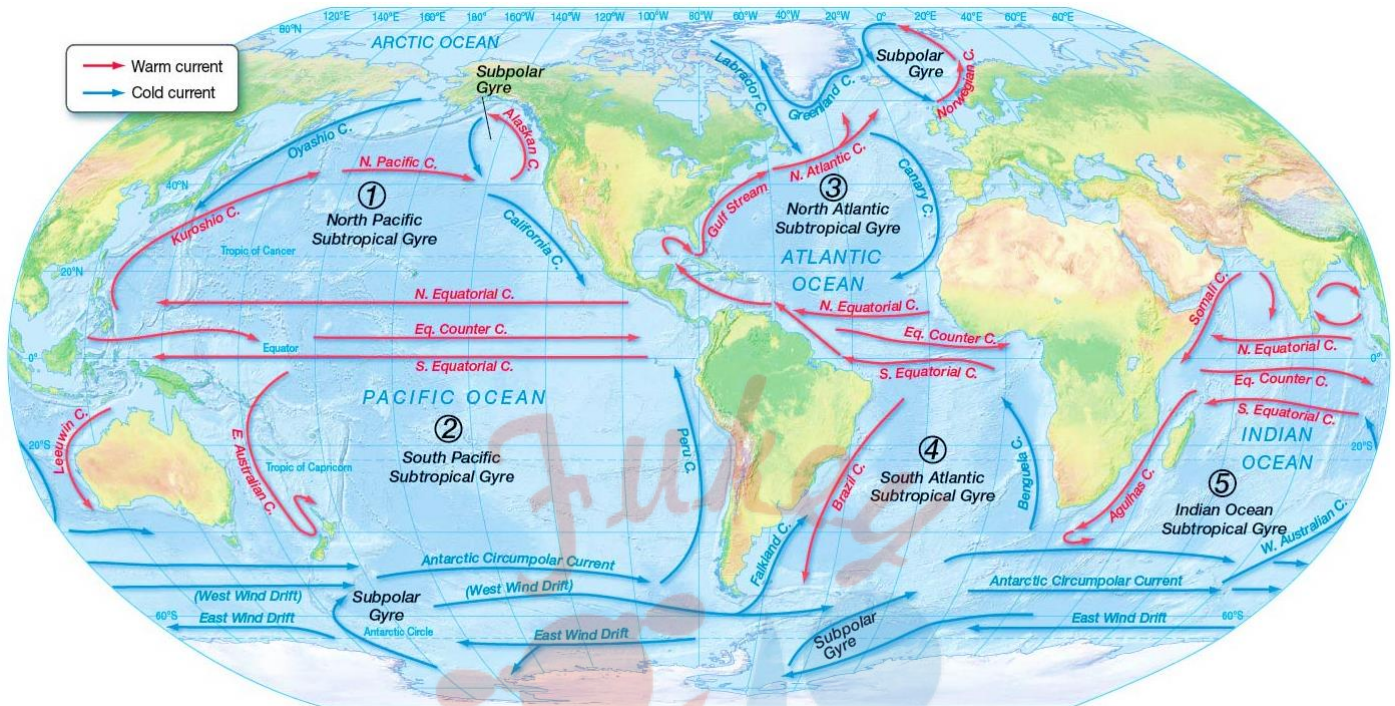 120°E 140°E 160°E 180° 160°W 140°W 120°W 100°W 80°W 60°W 40°W 20°W 0° 20°E 40°E 60°E 80°E
80°N
ARCTIC OCEAN
Warm current
Cold current
Subpolar
Gyre
Subpolar
Gyre
Labrador C.
Greenland C.
Norwegian C.
Alaskan C.
Oyashio C.
N. Pacific C.
N. Atlantic C.
Canary C.
40°N
①
North Pacific
Subtropical Gyre
Kuroshio C.
California C.
Gulf Stream
③
North Atlantic
Subtropical Gyre
Tropic of Cancer
ATLANTIC
OCEAN
20°N
Somali C.
N. Equatorial C.
N. Equatorial C.
Eq. Counter C.
Eq. Counter C.
N. Equatorial C.
0°
Equator
0°
S. Equatorial C.
S. Equatorial C.
Eq. Counter C.
PACIFIC OCEAN
S. Equatorial C.
Leeuwin C.
E. Australian C.
②
South Pacific
Subtropical Gyre
Peru C.
Brazil C.
④
South Atlantic
Subtropical Gyre
Benguela C.
Agulhas C.
INDIAN
OCEAN
20°S
20°S
Tropic of Capricorn
⑤
Indian Ocean
Subtropical Gyre
W. Australian C.
Falkland C.
Antarctic Circumpolar Current
Antarctic Circumpolar Current
(West Wind Drift)
(West Wind Drift)
Subpolar
Gyre
60°S
East Wind Drift
Antarctic Circle
East Wind Drift
Subpolar
Gyre
East Wind Drift
60°S